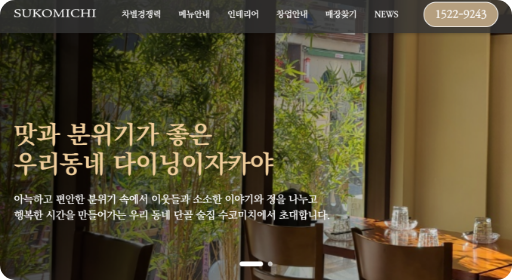 SUKOMICHI
차별경쟁력 메뉴안내 인테리어 창업안내 매장찾기 NEWS
1522-9243
맛과 분위기가 좋은
우리동네 다이닝이자카야
아늑하고 편안한 분위기 속에서 이웃들과 소소한 이야기와 정을 나누고
행복한 시간을 만들어가는 우리 동네 단골 술집 수코미치에서 초대합니다.